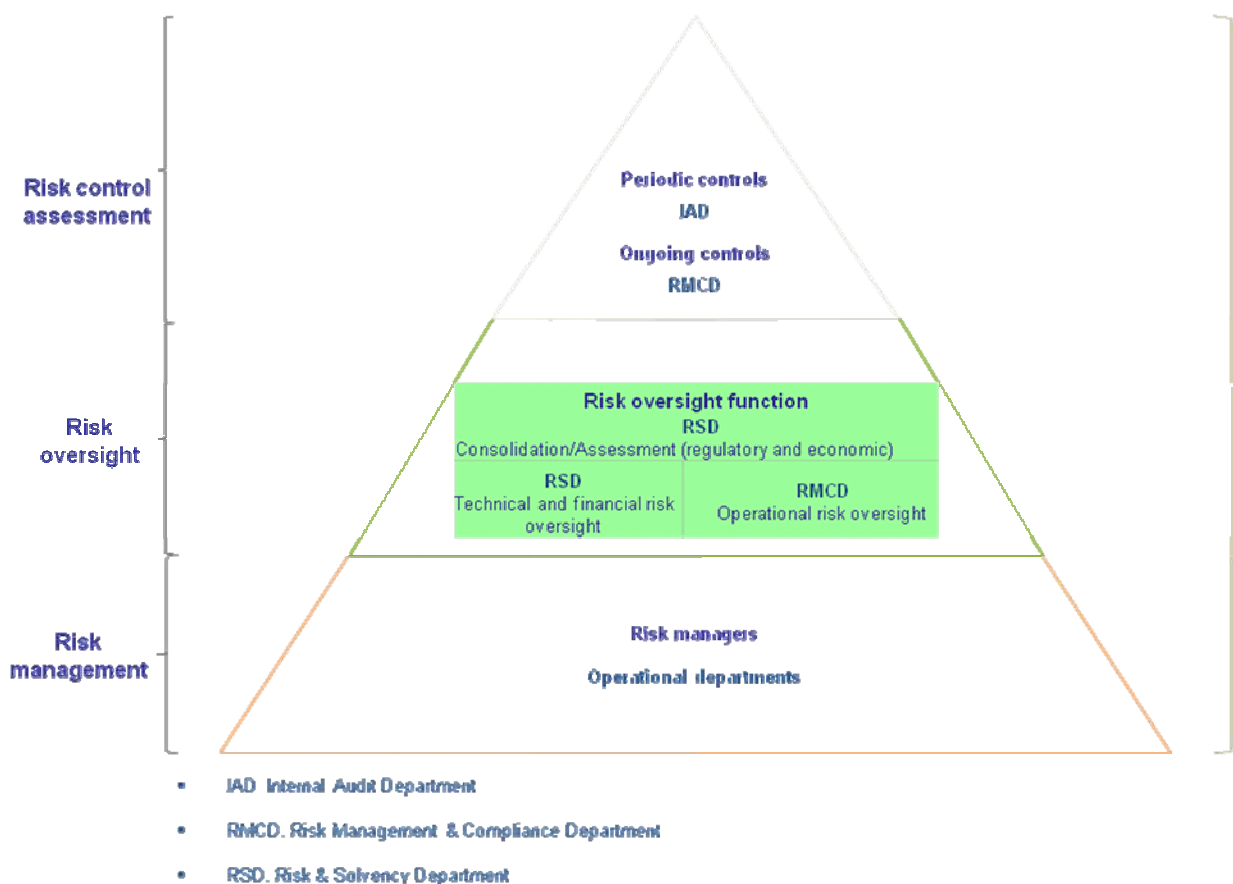 Risk control
assessment
Periodic controls
IAD
Ongoing controls
RMCD
Risk
oversight
Risk oversight function
RSD
Consolidation/Assessment (regulatory and economic)
RSD
Technical and financial risk
oversight
RMCD
Operational risk oversight
Risk
management
Risk managers
Operational departments
• IAD Internal Audit Department
• RMCD. Risk Management & Compliance Department
• RSD. Risk & Solvency Department